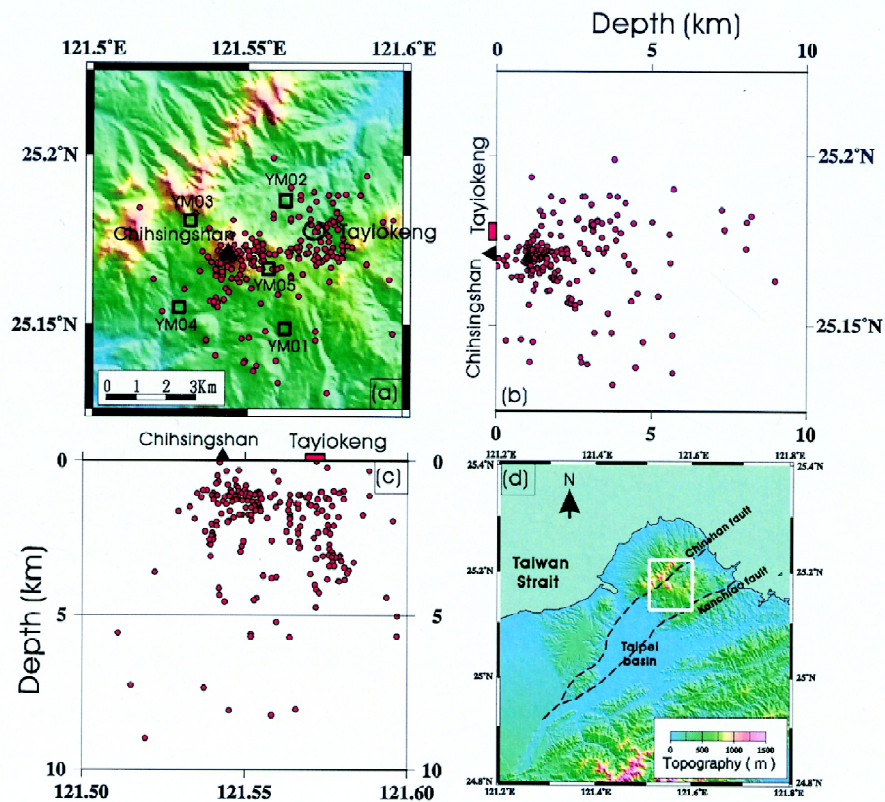 121.5°E 121.55°E 121.6°E
25.2°N
25.15°N
YM02
YM03
Chihsingshan
Tayiokeng
YM05
YM04
YM01
0 1 2 3Km
(a)
Depth (km)
0 5 10
Tayiokeng
Chihsingshan
25.2°N
25.15°N
(b)
0 5 10
Chihsingshan Tayiokeng
0 0
(c)
Depth (km)
5 5
10 10
121.50 121.55 121.60
121.2°E 121.4°E 121.6°E 121.8°E
25.4°N 25.4°N
(d)
N
Chinshan fault
Taiwan
Strait
25.2°N 25.2°N
Kanchiao fault
Taipei
basin
25°N 25°N
0 500 1000 1500
Topography ( m )
24.8°N 24.8°N
121.2°E 121.4°E 121.6°E 121.8°E